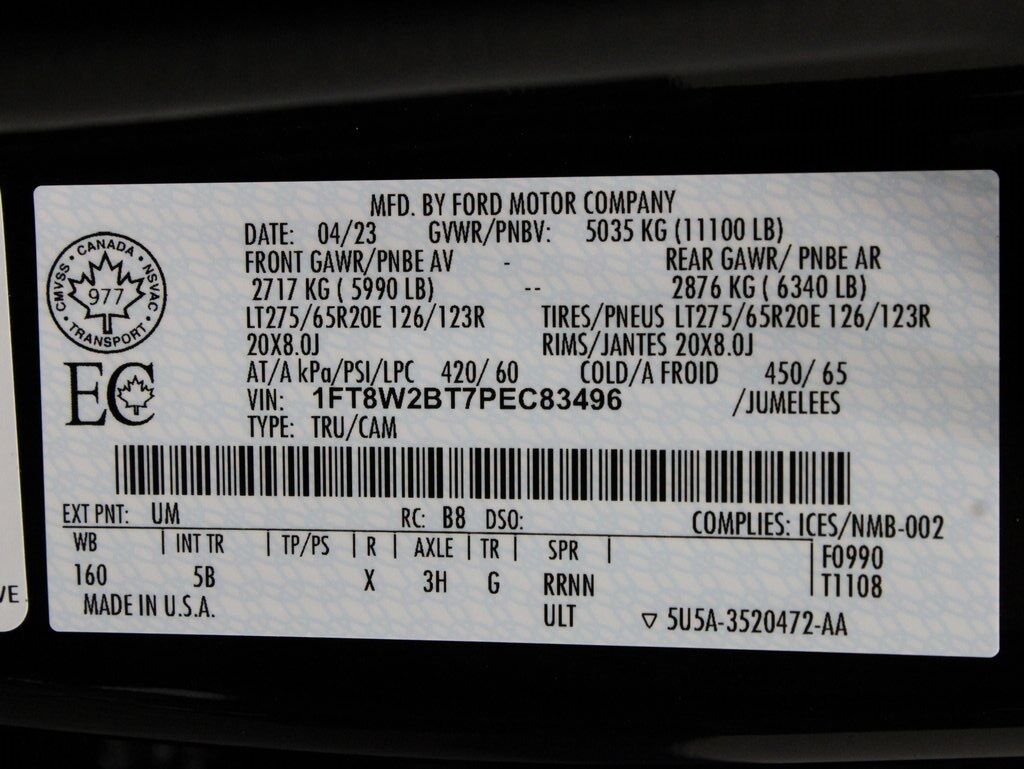 MFD. BY FORD MOTOR COMPANY
DATE: 04/23 GVWR/PNBV: 5035 KG (11100 LB)
FRONT GAWR/PNBE AV - REAR GAWR/ PNBE AR
2717 KG ( 5990 LB) -- 2876 KG ( 6340 LB)
LT275/65R20E 126/123R TIRES/PNEUS LT275/65R20E 126/123R
20X8.0J RIMS/JANTES 20X8.0J
AT/A kPa/PSI/LPC 420/ 60 COLD/A FROID 450/ 65
VIN: 1FT8W2BT7PEC83496 /JUMELEES
TYPE: TRU/CAM
CANADA
CMVSS • NSVAC
977
TRANSPORT
EC
EXT PNT: UM RC: B8 DSO: COMPLIES: ICES/NMB-002
WB | INT TR | TP/PS | R | AXLE | TR | SPR | F0990
160 5B X 3H G RRNN T1108
MADE IN U.S.A. ULT ▽ 5U5A-3520472-AA
VE